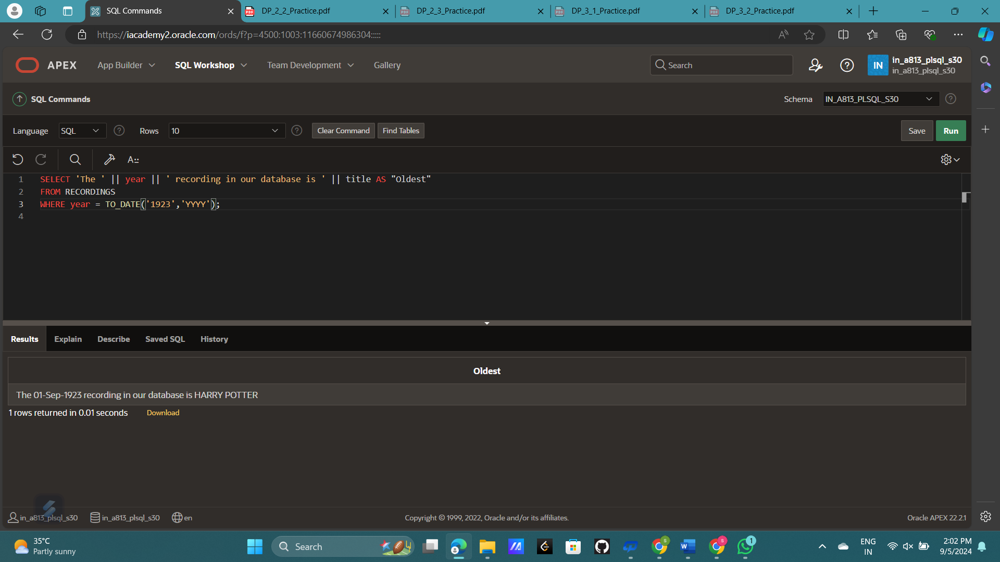 SQL Commands
DP_2_2_Practice.pdf
DP_2_3_Practice.pdf
DP_3_1_Practice.pdf
DP_3_2_Practice.pdf
https://iacademy2.oracle.com/ords/f?p=4500:1003:11660674986304:::::
APEX
App Builder
SQL Workshop
Team Development
Gallery
Search
IN
in_a813_plsql_s30
in_a813_plsql_s30
SQL Commands
Schema
IN_A813_PLSQL_S30
Language
SQL
Rows
10
Clear Command
Find Tables
Save
Run
A::
1 SELECT 'The ' || year || ' recording in our database is ' || title AS "Oldest"
2 FROM RECORDINGS
3 WHERE year = TO_DATE('1923','YYYY');
4
Results
Explain
Describe
Saved SQL
History
Oldest
The 01-Sep-1923 recording in our database is HARRY POTTER
1 rows returned in 0.01 seconds
Download
in_a813_plsql_s30
in_a813_plsql_s30
en
Copyright © 1999, 2022, Oracle and/or its affiliates.
Oracle APEX 22.2.1
35°C
Partly sunny
Search
1
ENG
IN
2:02 PM
9/5/2024